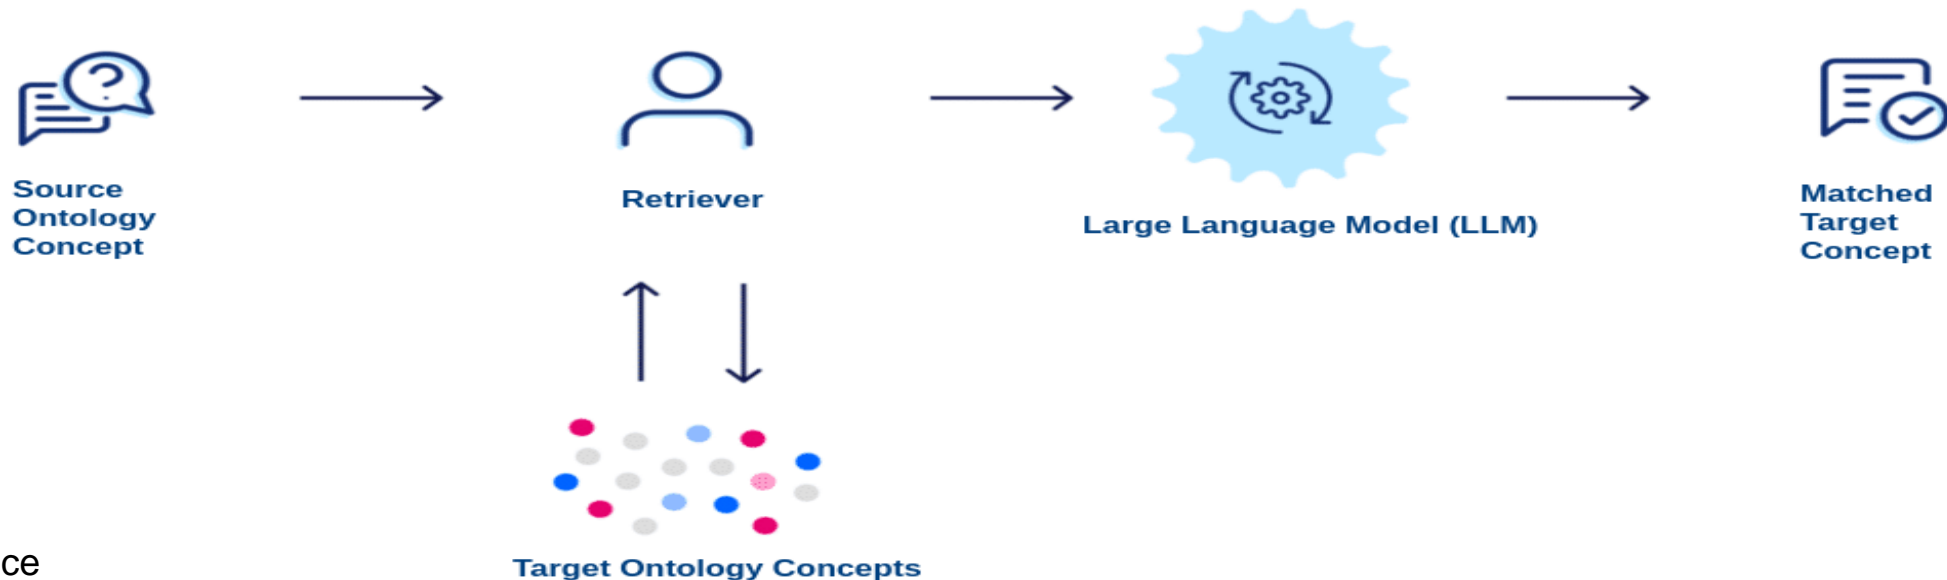 Source
Ontology
Concept
Retriever
Large Language Model (LLM)
Matched
Target
Concept
ce
Target Ontology Concepts